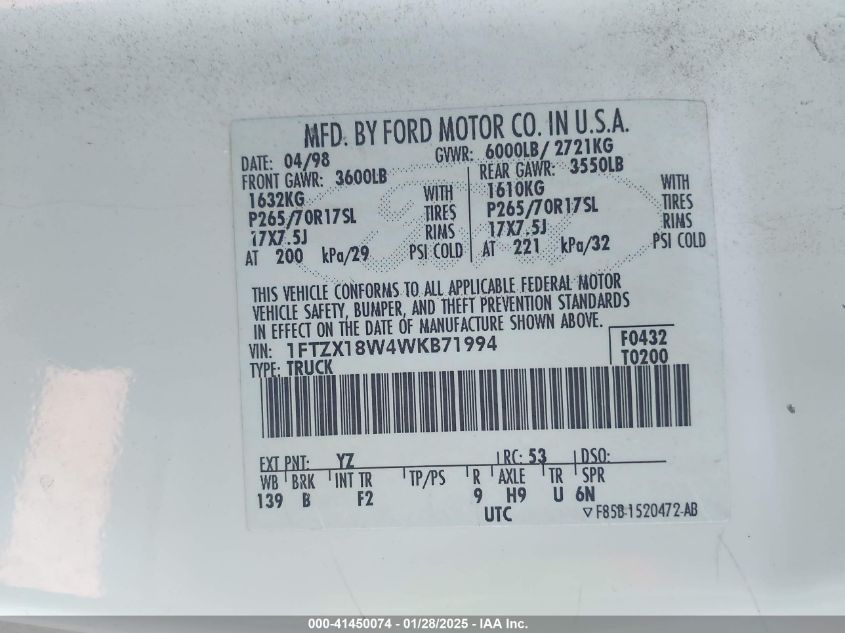 MFD. BY FORD MOTOR CO. IN U.S.A.
DATE: 04/98 GVWR: 6000LB/ 2721KG
FRONT GAWR: 3600LB REAR GAWR: 3550LB
1632KG WITH 1610KG WITH
P265/70R17SL TIRES P265/70R17SL TIRES
17X7.5J RIMS 17X7.5J RIMS
AT 200 kPa/29 PSI COLD AT 221 kPa/32 PSI COLD
THIS VEHICLE CONFORMS TO ALL APPLICABLE FEDERAL MOTOR
VEHICLE SAFETY, BUMPER, AND THEFT PREVENTION STANDARDS
IN EFFECT ON THE DATE OF MANUFACTURE SHOWN ABOVE.
VIN: 1FTZX18W4WKB71994 F0432
TYPE: TRUCK T0200
EXT PNT: YZ RC: 53 DSO:
WB BRK INT TR TP/PS R AXLE TR SPR
139 B F2 9 H9 U 6N
UTC ▽F85B-1520472-AB
000-41450074 - 01/28/2025 - IAA Inc.